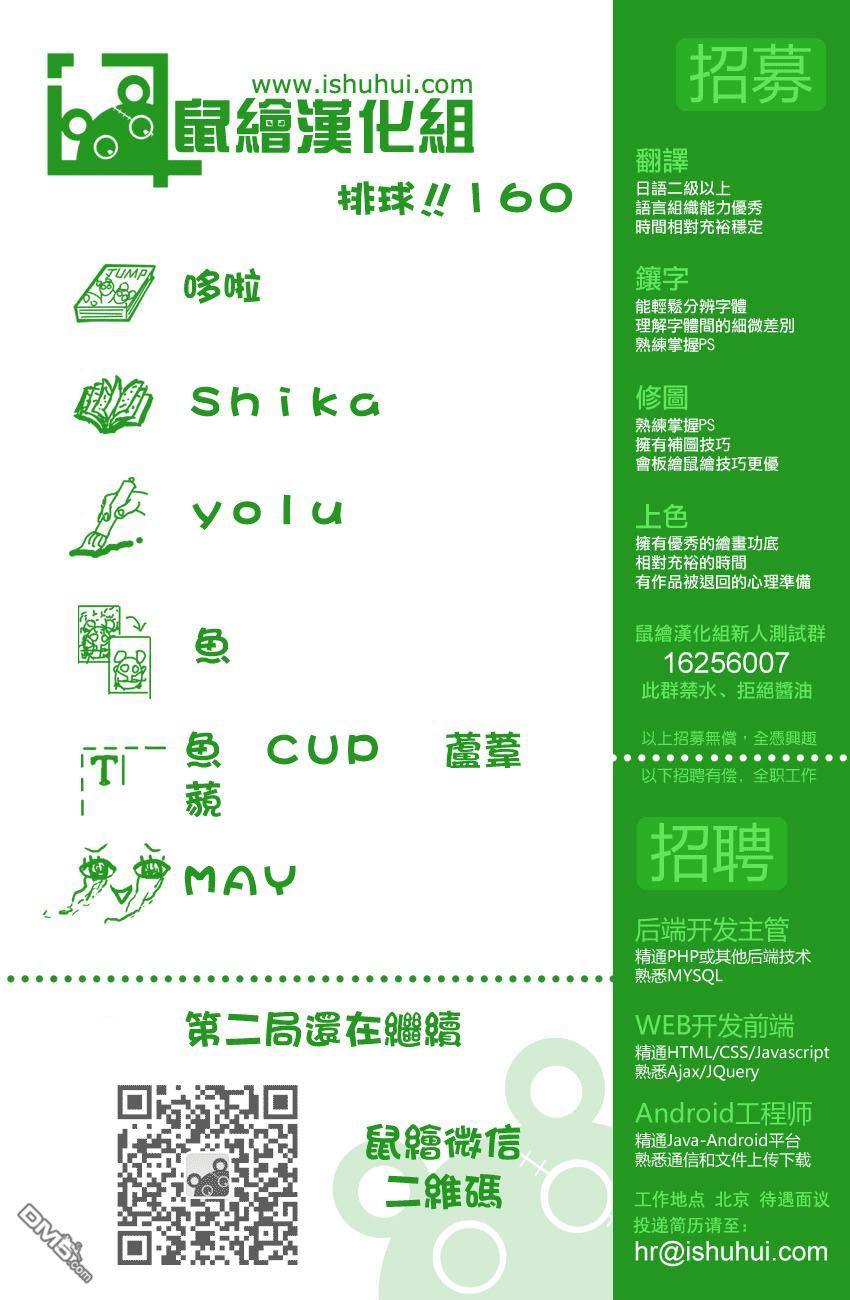 www.ishuhui.com
鼠繪漢化組
排球!!160
JUMP
哆啦
Shika
yolu
魚
T
魚 CUP 蘆葦
蘋
MAY
第二局還在繼續
鼠繪微信
二維碼
DM5.com
招募
翻譯
日語二級以上
語言組織能力優秀
時間相對充裕穩定
鑲字
能輕鬆分辨字體
理解字體間的細微差別
熟練掌握PS
修圖
熟練掌握PS
擁有補圖技巧
會板繪鼠繪技巧更優
上色
擁有優秀的繪畫功底
相對充裕的時間
有作品被退回的心理準備
鼠繪漢化組新人測試群
16256007
此群禁水、拒絕醬油
以上招募無償，全憑興趣
以下招聘有偿，全职工作
招聘
后端开发主管
精通PHP或其他后端技术
熟悉MYSQL
WEB开发前端
精通HTML/CSS/Javascript
熟悉Ajax/JQuery
Android工程师
精通Java-Android平台
熟悉通信和文件上传下载
工作地点 北京 待遇面议
投递简历请至：
hr@ishuhui.com